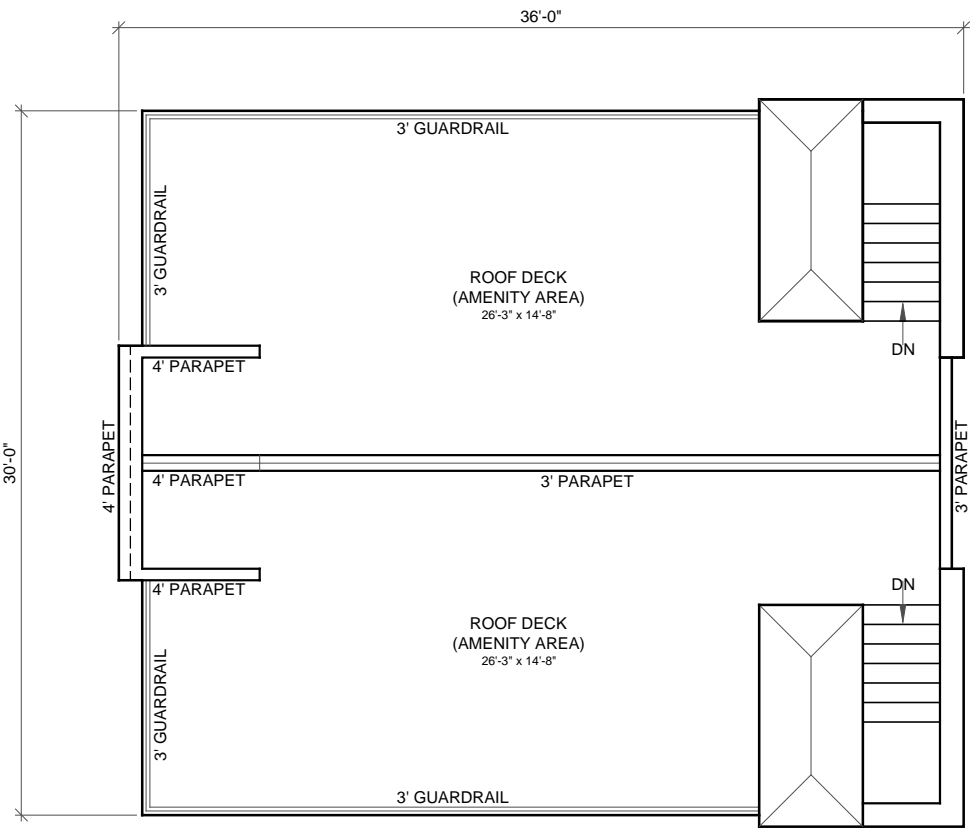 36'-0"
3' GUARDRAIL
3' GUARDRAIL
ROOF DECK
(AMENITY AREA)
26'-3" x 14'-8"
DN
4' PARAPET
4' PARAPET
30'-0"
4' PARAPET
3' PARAPET
3' PARAPET
4' PARAPET
DN
ROOF DECK
(AMENITY AREA)
26'-3" x 14'-8"
3' GUARDRAIL
3' GUARDRAIL